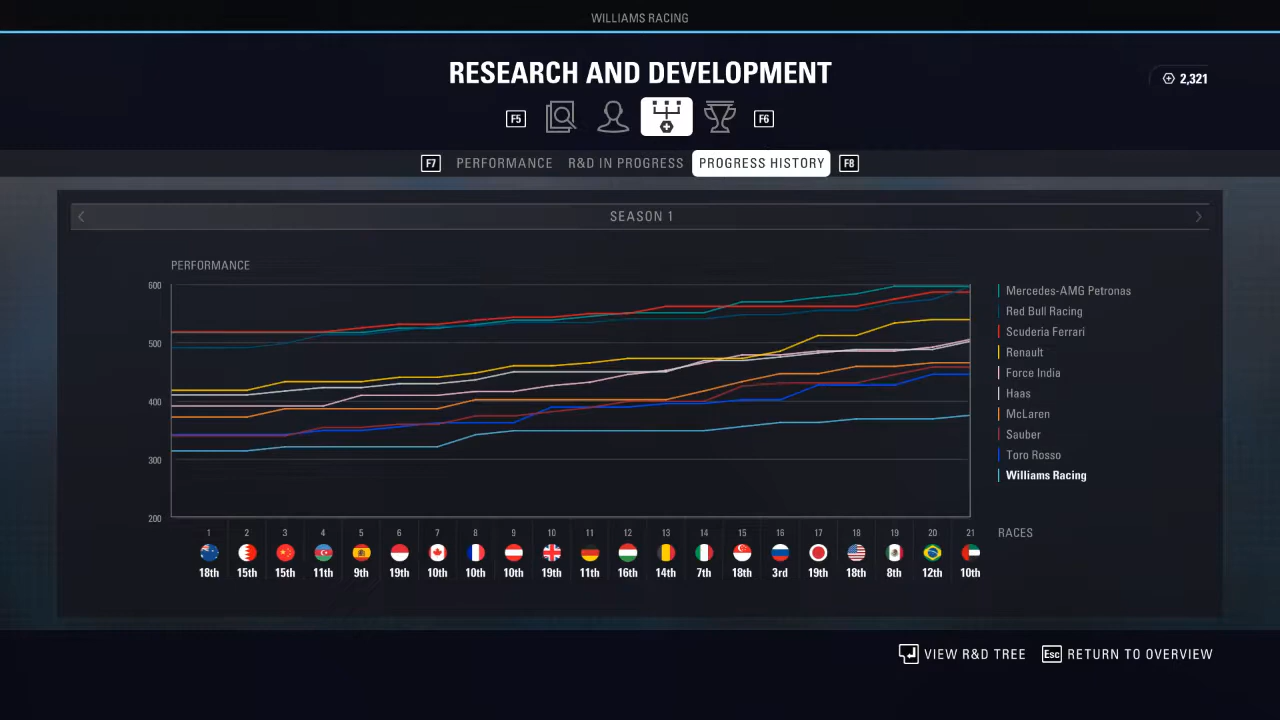 WILLIAMS RACING
RESEARCH AND DEVELOPMENT
2,321
F5 F6
F7 PERFORMANCE R&D IN PROGRESS PROGRESS HISTORY F8
SEASON 1
PERFORMANCE
600
500
400
300
200
Mercedes-AMG Petronas
Red Bull Racing
Scuderia Ferrari
Renault
Force India
Haas
McLaren
Sauber
Toro Rosso
Williams Racing
1 2 3 4 5 6 7 8 9 10 11 12 13 14 15 16 17 18 19 20 21 RACES
18th 15th 15th 11th 9th 19th 10th 10th 10th 19th 11th 16th 14th 7th 18th 3rd 19th 18th 8th 12th 10th
VIEW R&D TREE Esc RETURN TO OVERVIEW